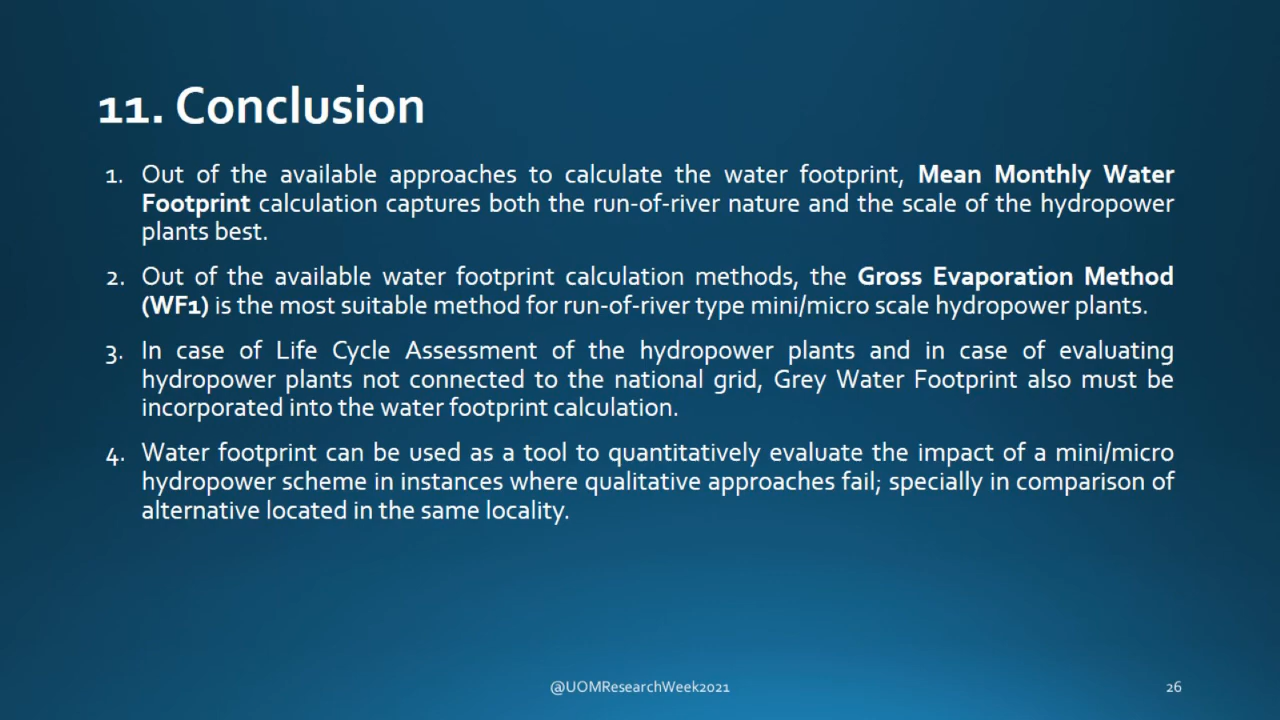 11. Conclusion
1. Out of the available approaches to calculate the water footprint, Mean Monthly Water
Footprint calculation captures both the run-of-river nature and the scale of the hydropower
plants best.
2. Out of the available water footprint calculation methods, the Gross Evaporation Method
(WF1) is the most suitable method for run-of-river type mini/micro scale hydropower plants.
3. In case of Life Cycle Assessment of the hydropower plants and in case of evaluating
hydropower plants not connected to the national grid, Grey Water Footprint also must be
incorporated into the water footprint calculation.
4. Water footprint can be used as a tool to quantitatively evaluate the impact of a mini/micro
hydropower scheme in instances where qualitative approaches fail; specially in comparison of
alternative located in the same locality.
@UOMResearchWeek2021
26